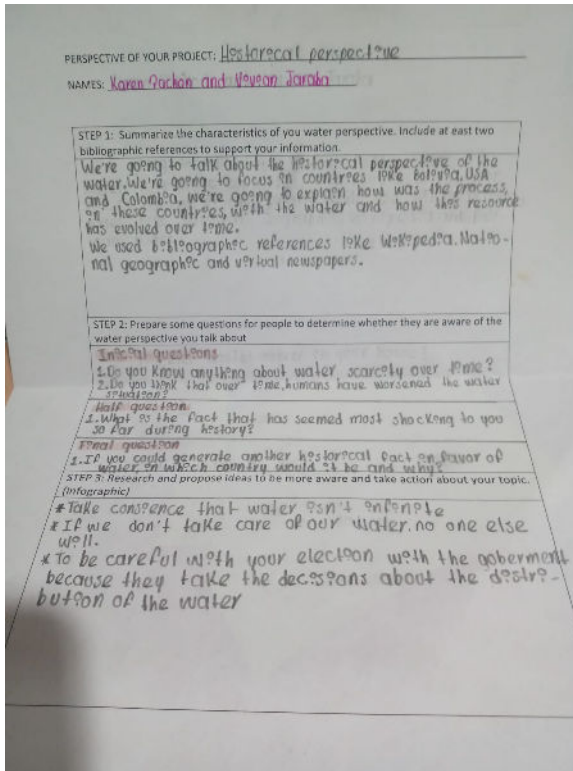 PERSPECTIVE OF YOUR PROJECT: Historical perspective
NAMES: Karen Pachón and Vivian Jaraba
STEP 1: Summarize the characteristics of you water perspective. Include at east two
bibliographic references to support your information.
We're going to talk about the historical perspective of the
water. We're going to focus in countries like Bolivia, USA
and Colombia, we're going to explain how was the process,
in these countries, with the water and how this resource
has evolved over time.
We used bibliographic references like Wikipedia. Natio-
nal geographic and virtual newspapers.
STEP 2: Prepare some questions for people to determine whether they are aware of the
water perspective you talk about
Inicial questions
1. Do you know anything about water, scarcity over time?
2. Do you think that over time, humans have worsened the water
situation?
Half question
1. What is the fact that has seemed most shocking to you
so far during history?
Final question
1. If you could generate another historical fact in favor of
water, in which country would it be and why?
STEP 3: Research and propose ideas to be more aware and take action about your topic.
(Infographic)
* Take consience that water isn't infinite
* If we don't take care of our water, no one else
will.
* To be careful with your election with the goberment
because they take the decisions about the distri-
bution of the water